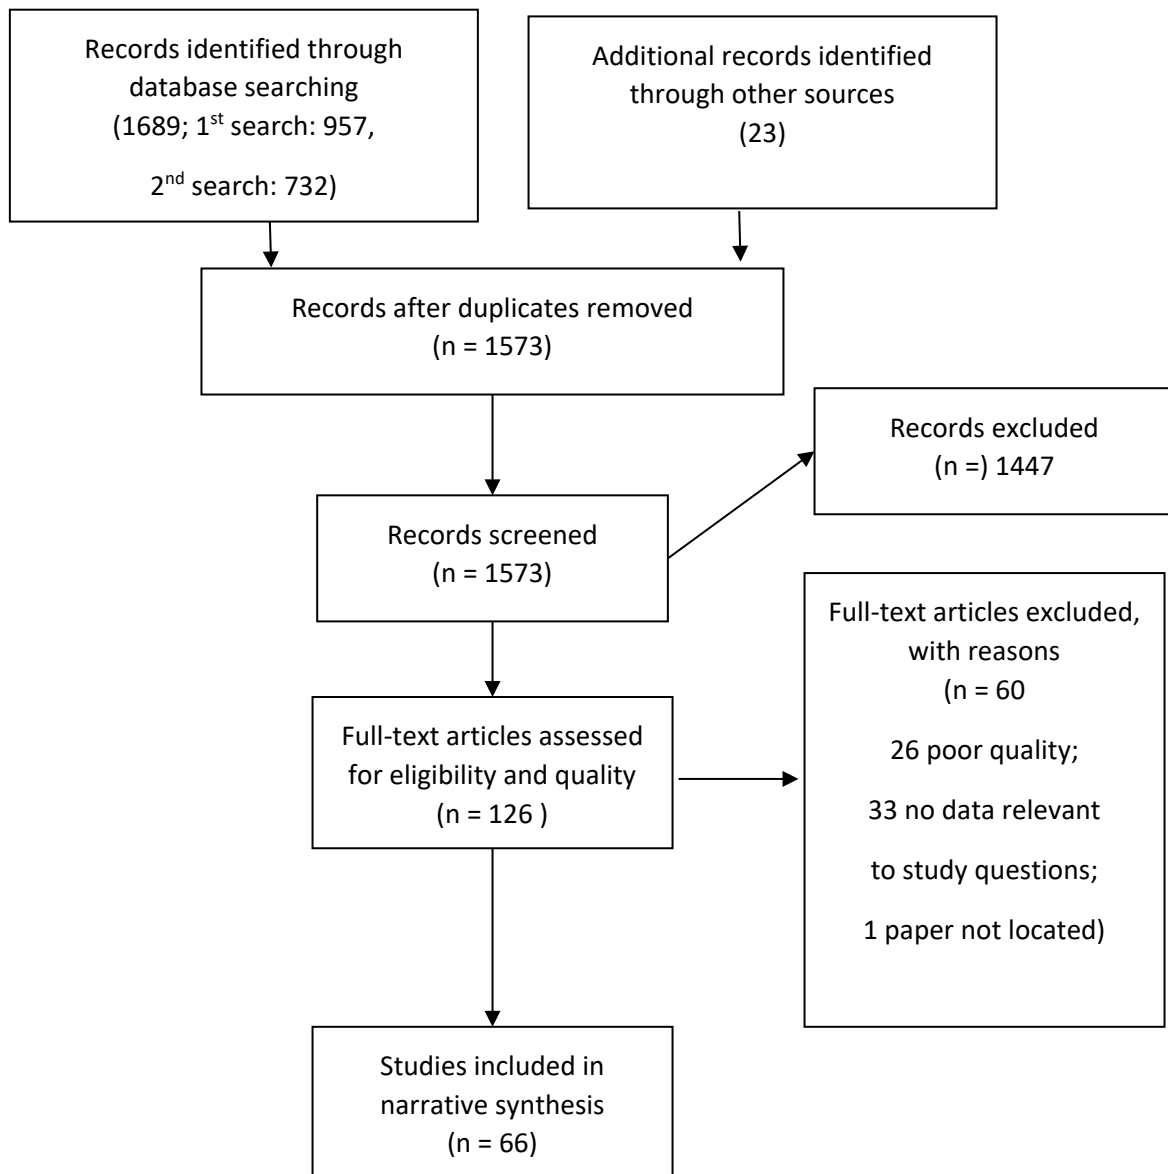 Records identified through
database searching
(1689; 1st search: 957,
2nd search: 732)
Additional records identified
through other sources
(23)
Records after duplicates removed
(n = 1573)
Records excluded
(n =) 1447
Records screened
(n = 1573)
Full-text articles excluded,
with reasons
(n = 60
26 poor quality;
33 no data relevant
to study questions;
1 paper not located)
Full-text articles assessed
for eligibility and quality
(n = 126 )
Studies included in
narrative synthesis
(n = 66)